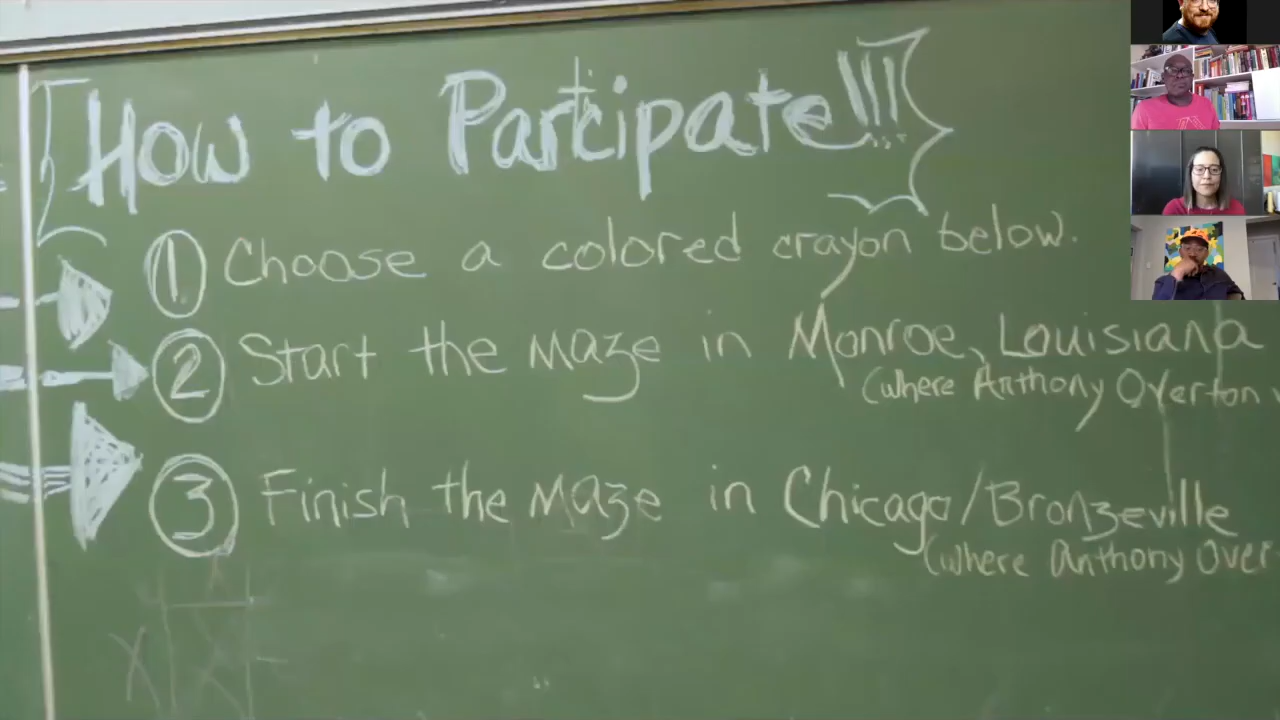 How to Participate!!!
1 Choose a colored crayon below.
2 Start the maze in Monroe, Louisiana
(where Anthony Overton
3 Finish the maze in Chicago/Bronzeville
(where Anthony Over